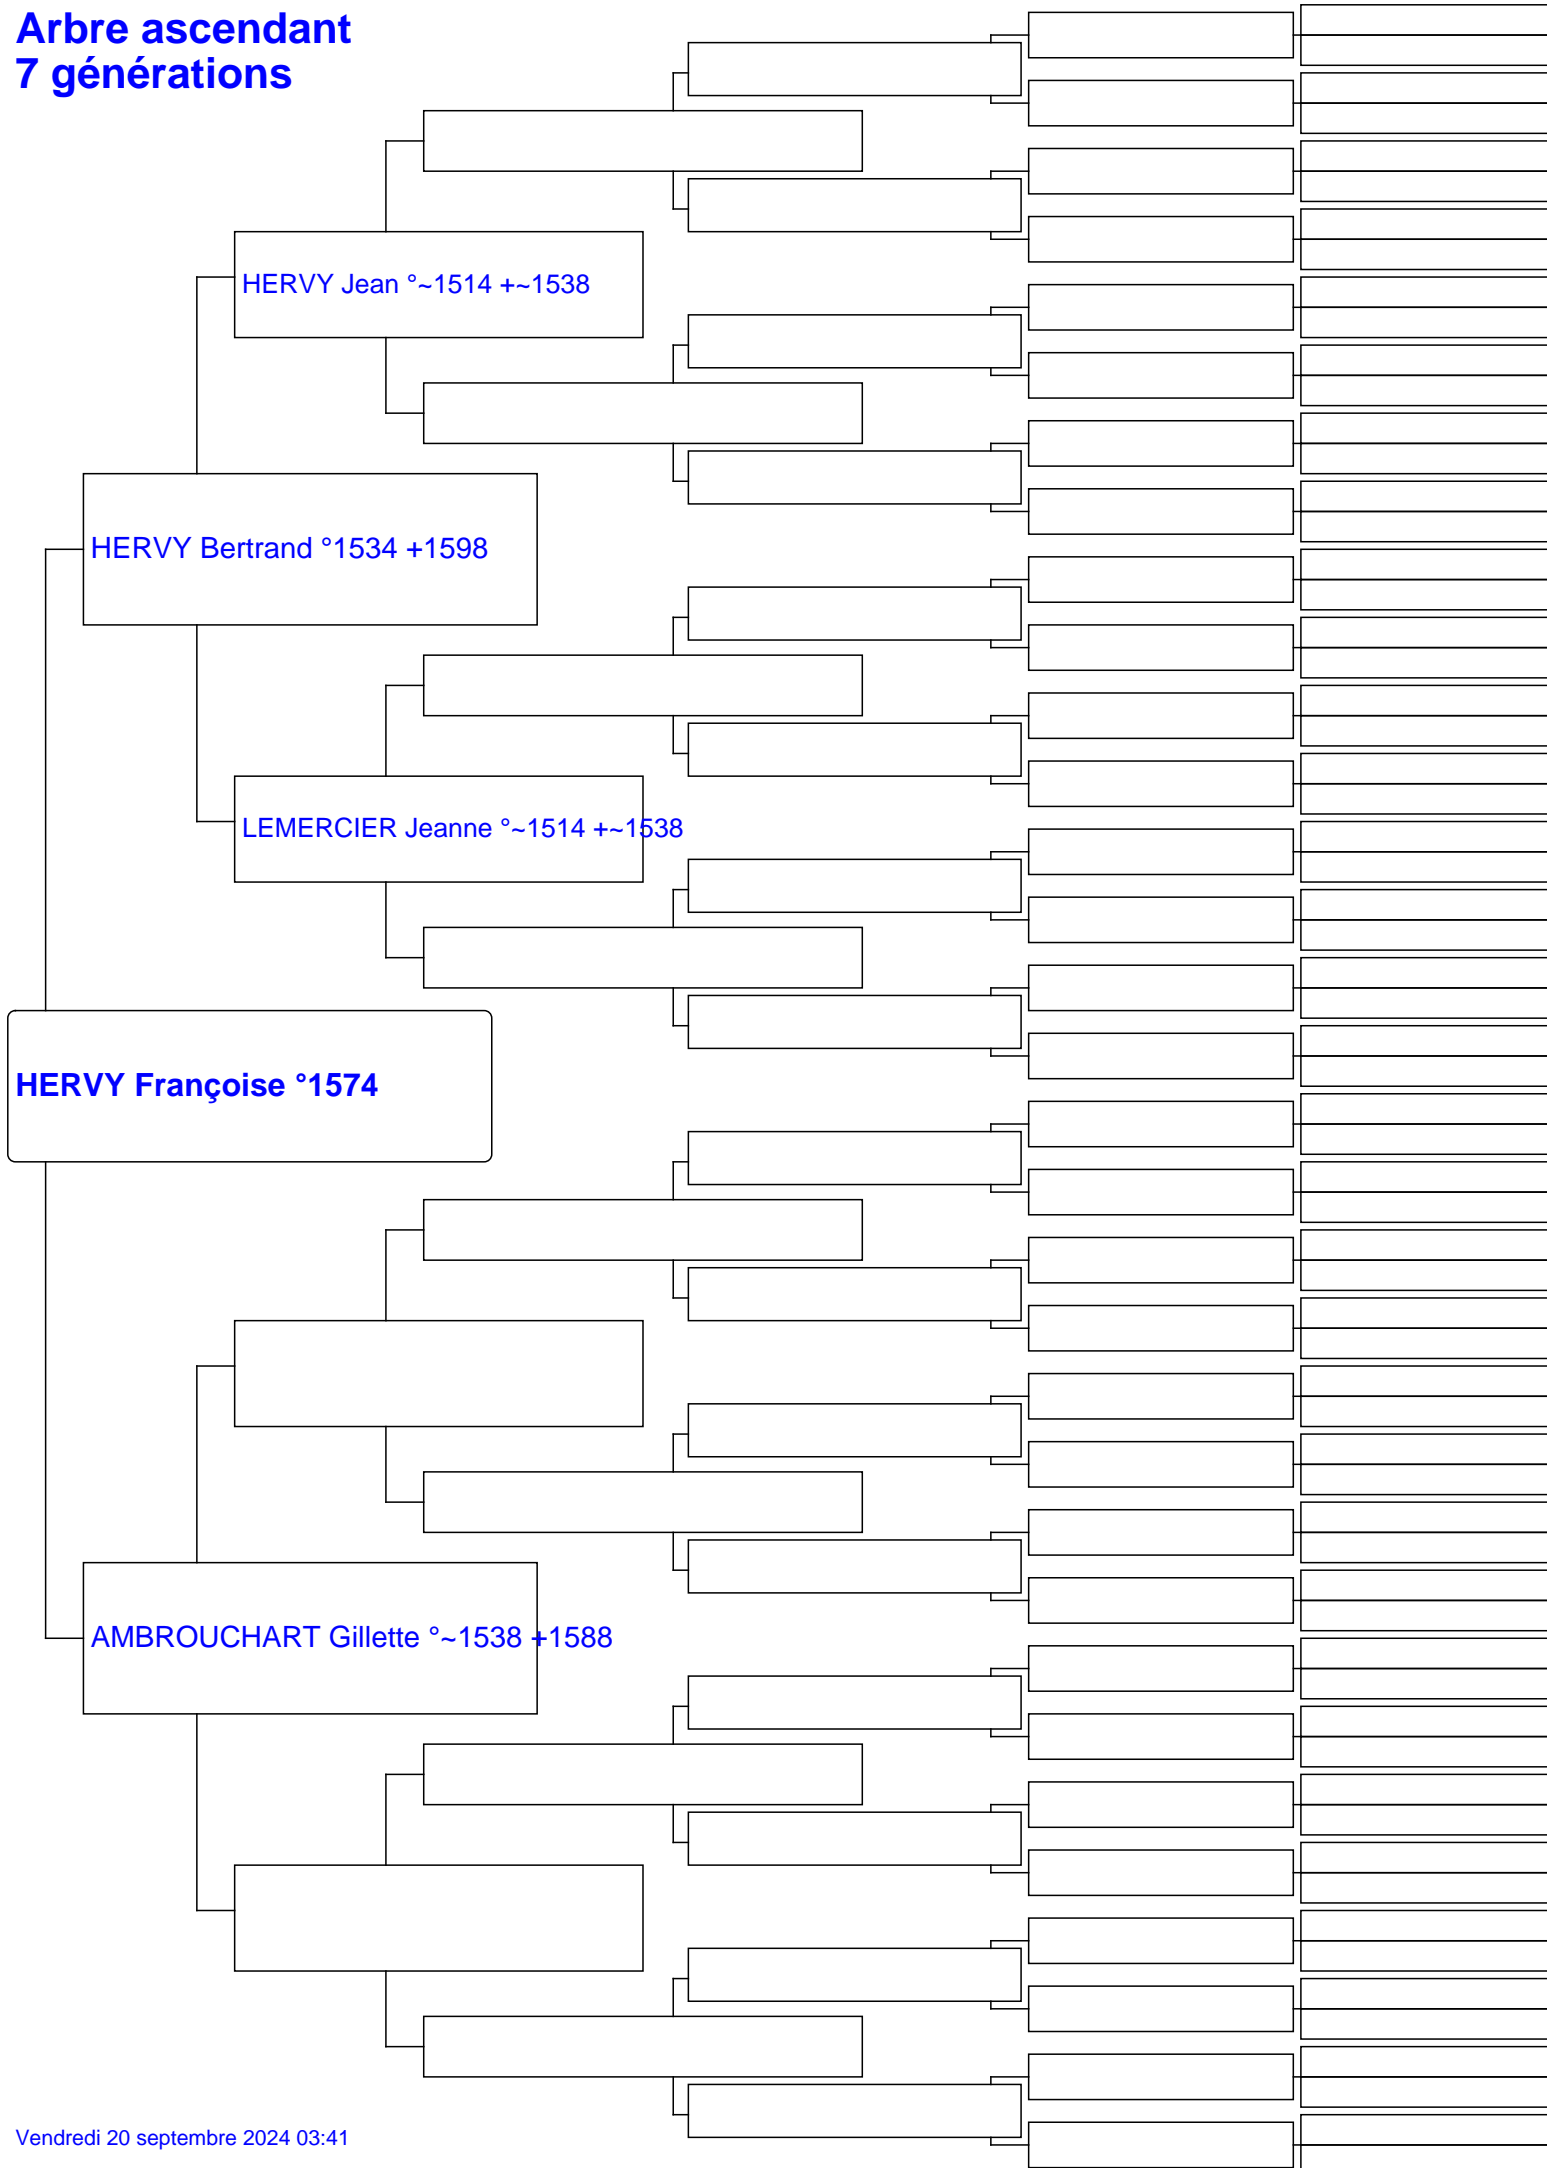 Arbre ascendant
7 générations
HERVY Jean °~1514 +~1538
HERVY Bertrand °1534 +1598
LEMERCIER Jeanne °~1514 +~1538
HERVY Françoise °1574
AMBROUCHART Gillette °~1538 +1588
Vendredi 20 septembre 2024 03:41